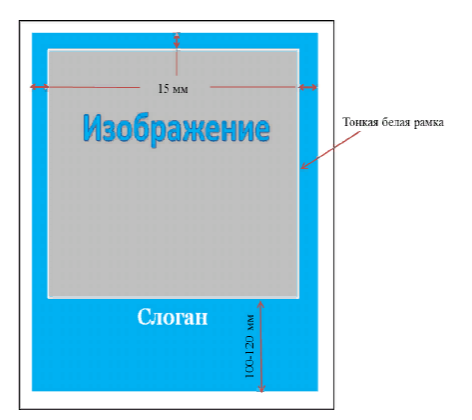 15 мм
Изображение
Тонкая белая рамка
Слоган
100-120 мм